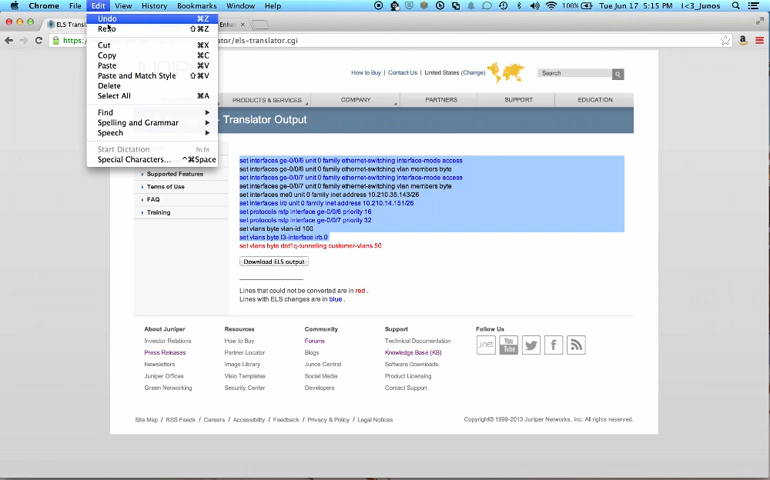 Chrome File Edit View History Bookmarks Window Help 100% Tue Jun 17 5:15 PM I<3_Junos
Undo ⌘Z
Redo ⇧⌘Z
Cut ⌘X
Copy ⌘C
Paste ⌘V
Paste and Match Style ⇧⌘V
Delete
Select All ⌘A
Find
Spelling and Grammar
Speech
Start Dictation fn fn
Special Characters... ^⌘Space
ELS Trans
https:
/els-translator.cgi
How to Buy | Contact Us | United States (Change)
Search
PRODUCTS & SERVICES COMPANY PARTNERS SUPPORT EDUCATION
Translator Output
Supported Features
Terms of Use
FAQ
Training
set interfaces ge-0/0/6 unit 0 family ethernet-switching interface-mode access
set interfaces ge-0/0/6 unit 0 family ethernet-switching vlan members byte
set interfaces ge-0/0/7 unit 0 family ethernet-switching interface-mode access
set interfaces ge-0/0/7 unit 0 family ethernet-switching vlan members byte
set interfaces me0 unit 0 family inet address 10.210.35.143/26
set interfaces irb unit 0 family inet address 10.210.14.151/26
set protocols rstp interface ge-0/0/6 priority 16
set protocols rstp interface ge-0/0/7 priority 32
set vlans byte vlan-id 100
set vlans byte l3-interface irb.0
set vlans byte dot1q-tunneling customer-vlans 50
Download ELS output
Lines that could not be converted are in red .
Lines with ELS changes are in blue .
About Juniper
Investor Relations
Press Releases
Newsletters
Juniper Offices
Green Networking
Resources
How to Buy
Partner Locator
Image Library
Visio Templates
Security Center
Community
Forums
Blogs
Junos Central
Social Media
Developers
Support
Technical Documentation
Knowledge Base (KB)
Software Downloads
Product Licensing
Contact Support
Follow Us
j.net You Tube
Site Map | RSS Feeds | Careers | Accessibility | Feedback | Privacy & Policy | Legal Notices
Copyright© 1999-2013 Juniper Networks, Inc. All rights reserved.